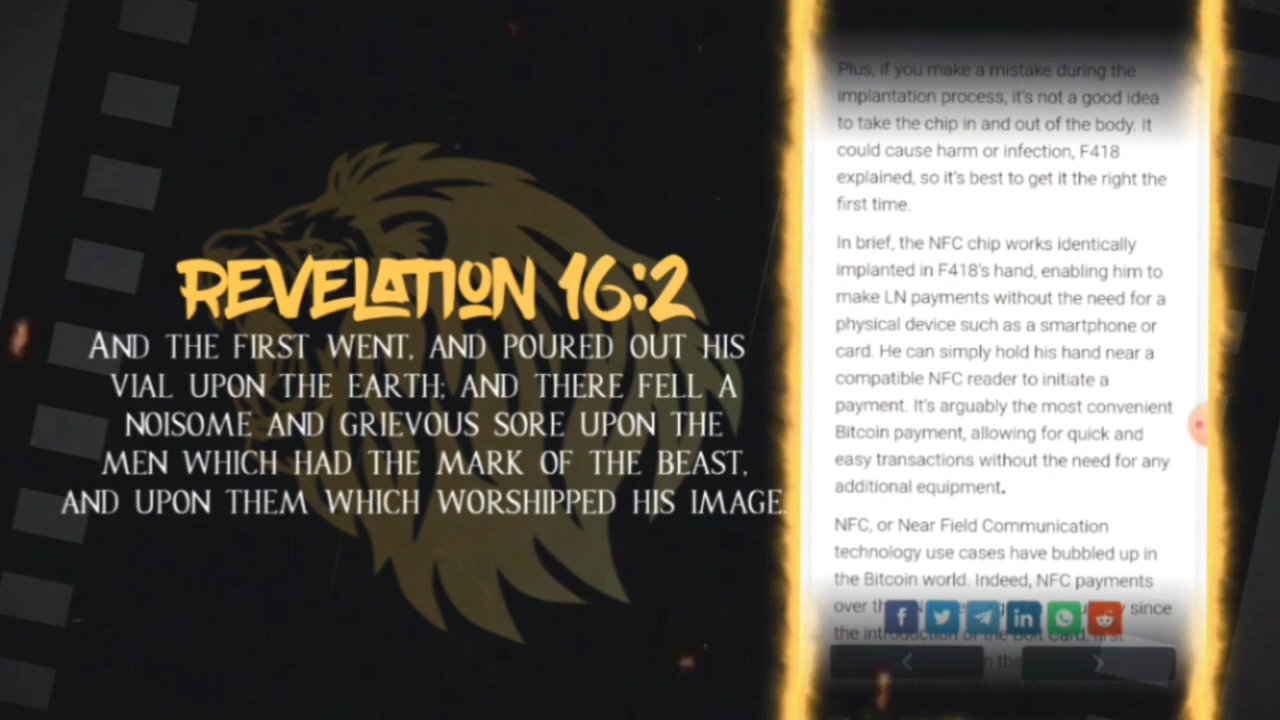 REVELATION 16:2
AND THE FIRST WENT, AND POURED OUT HIS
VIAL UPON THE EARTH; AND THERE FELL A
NOISOME AND GRIEVOUS SORE UPON THE
MEN WHICH HAD THE MARK OF THE BEAST,
AND UPON THEM WHICH WORSHIPPED HIS IMAGE.
Plus, if you make a mistake during the
implantation process, it's not a good idea
to take the chip in and out of the body. It
could cause harm or infection, F418
explained, so it's best to get it the right the
first time.
In brief, the NFC chip works identically
implanted in F418's hand, enabling him to
make LN payments without the need for a
physical device such as a smartphone or
card. He can simply hold his hand near a
compatible NFC reader to initiate a
payment. It's arguably the most convenient
Bitcoin payment, allowing for quick and
easy transactions without the need for any
additional equipment.
NFC, or Near Field Communication
technology use cases have bubbled up in
the Bitcoin world. Indeed, NFC payments
over since
the introduction of the Bolt Card, first